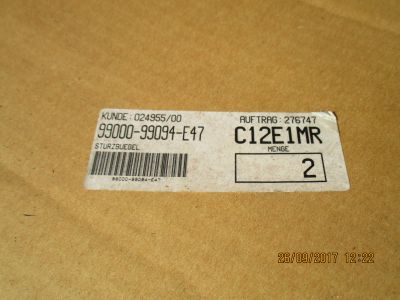 KUNDE: 024955/00
AUFTRAG: 276747
99000-99094-E47
C12E1MR
STURZBUEGEL
MENGE
2
99000-99094-E47
26/09/2017 12:22